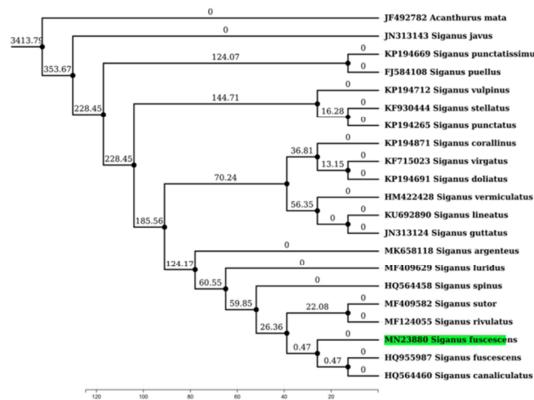 0
JF492782 Acanthurus mata
3413.79
0
JN313143 Siganus javus
353.67
0
KP194669 Siganus punctatissimu
124.07
0
FJ584108 Siganus puellus
228.45
0
KP194712 Siganus vulpinus
144.71
0
KF930444 Siganus stellatus
16.28
0
KP194265 Siganus punctatus
228.45
0
KP194871 Siganus corallinus
36.81
0
KF715023 Siganus virgatus
13.15
0
KP194691 Siganus doliatus
70.24
0
HM422428 Siganus vermiculatus
56.35
0
KU692890 Siganus lineatus
0
0
JN313124 Siganus guttatus
185.56
0
MK658118 Siganus argenteus
124.17
0
MF409629 Siganus luridus
60.55
0
HQ564458 Siganus spinus
59.85
0
MF409582 Siganus sutor
22.08
0
MF124055 Siganus rivulatus
26.36
0
MN23880 Siganus fuscescens
0.47
0
HQ955987 Siganus fuscescens
0.47
0
HQ564460 Siganus canaliculatus
120 100 80 60 40 20 0